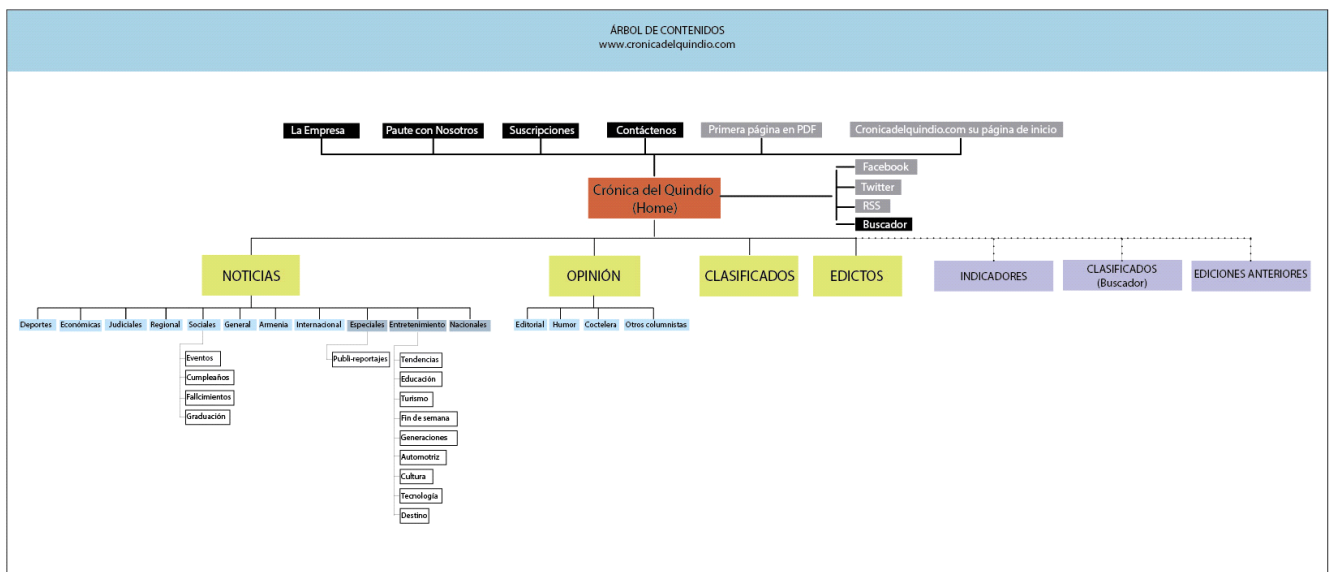 ÁRBOL DE CONTENIDOS
www.cronicadelquindio.com
La Empresa
Paute con Nosotros
Suscripciones
Contáctenos
Primera página en PDF
Cronicadelquindio.com su página de inicio
Crónica del Quindío
(Home)
Facebook
Twitter
RSS
Buscador
NOTICIAS
OPINIÓN
CLASIFICADOS
EDICTOS
INDICADORES
CLASIFICADOS
(Buscador)
EDICIONES ANTERIORES
Deportes
Económicas
Judiciales
Regional
Sociales
General
Armenia
Internacional
Especiales
Entretenimiento
Nacionales
Editorial
Humor
Coctelera
Otros columnistas
Eventos
Cumpleaños
Fallcimientos
Graduación
Publi-reportajes
Tendencias
Educación
Turismo
Fin de semana
Generaciones
Automotriz
Cultura
Tecnología
Destino